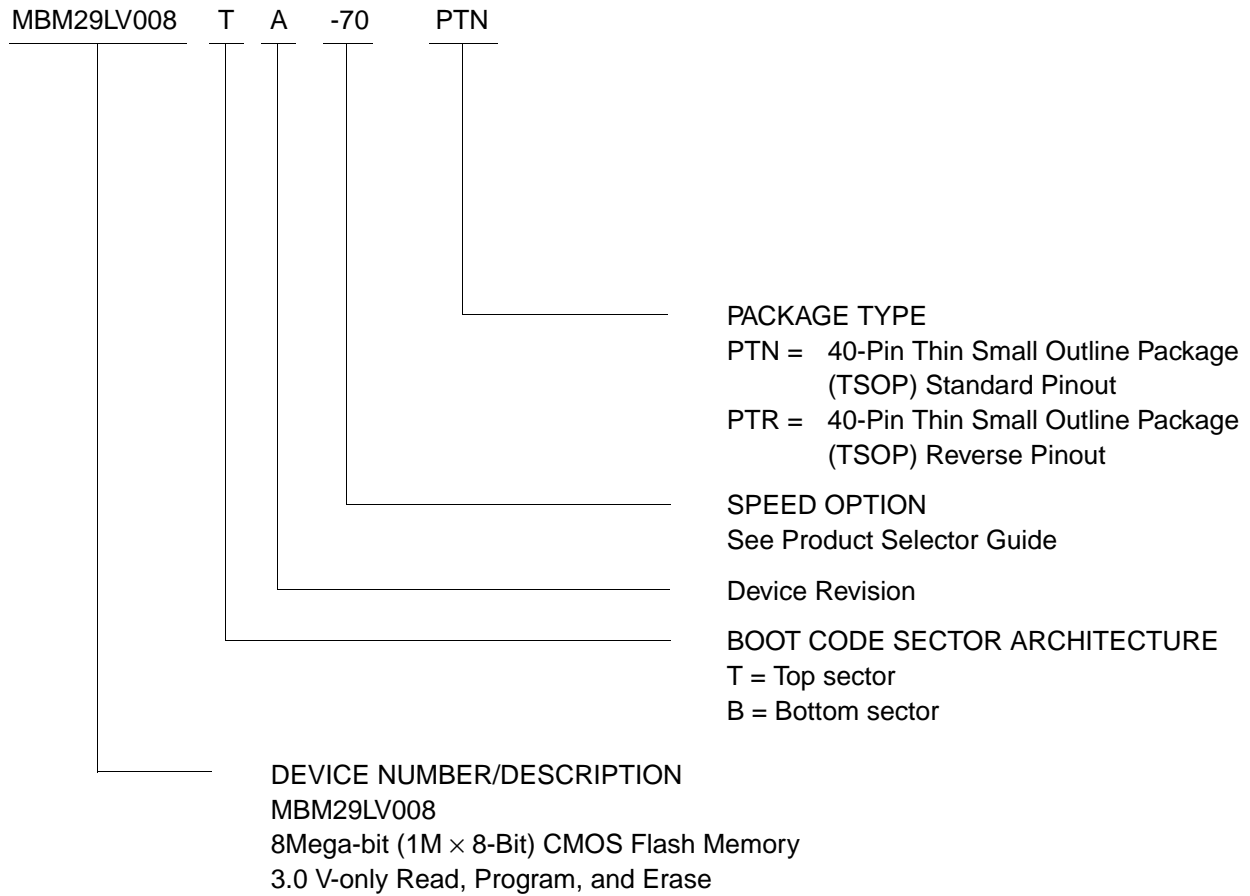 MBM29LV008 T A -70 PTN
PACKAGE TYPE
PTN = 40-Pin Thin Small Outline Package
(TSOP) Standard Pinout
PTR = 40-Pin Thin Small Outline Package
(TSOP) Reverse Pinout
SPEED OPTION
See Product Selector Guide
Device Revision
BOOT CODE SECTOR ARCHITECTURE
T = Top sector
B = Bottom sector
DEVICE NUMBER/DESCRIPTION
MBM29LV008
8Mega-bit (1M × 8-Bit) CMOS Flash Memory
3.0 V-only Read, Program, and Erase